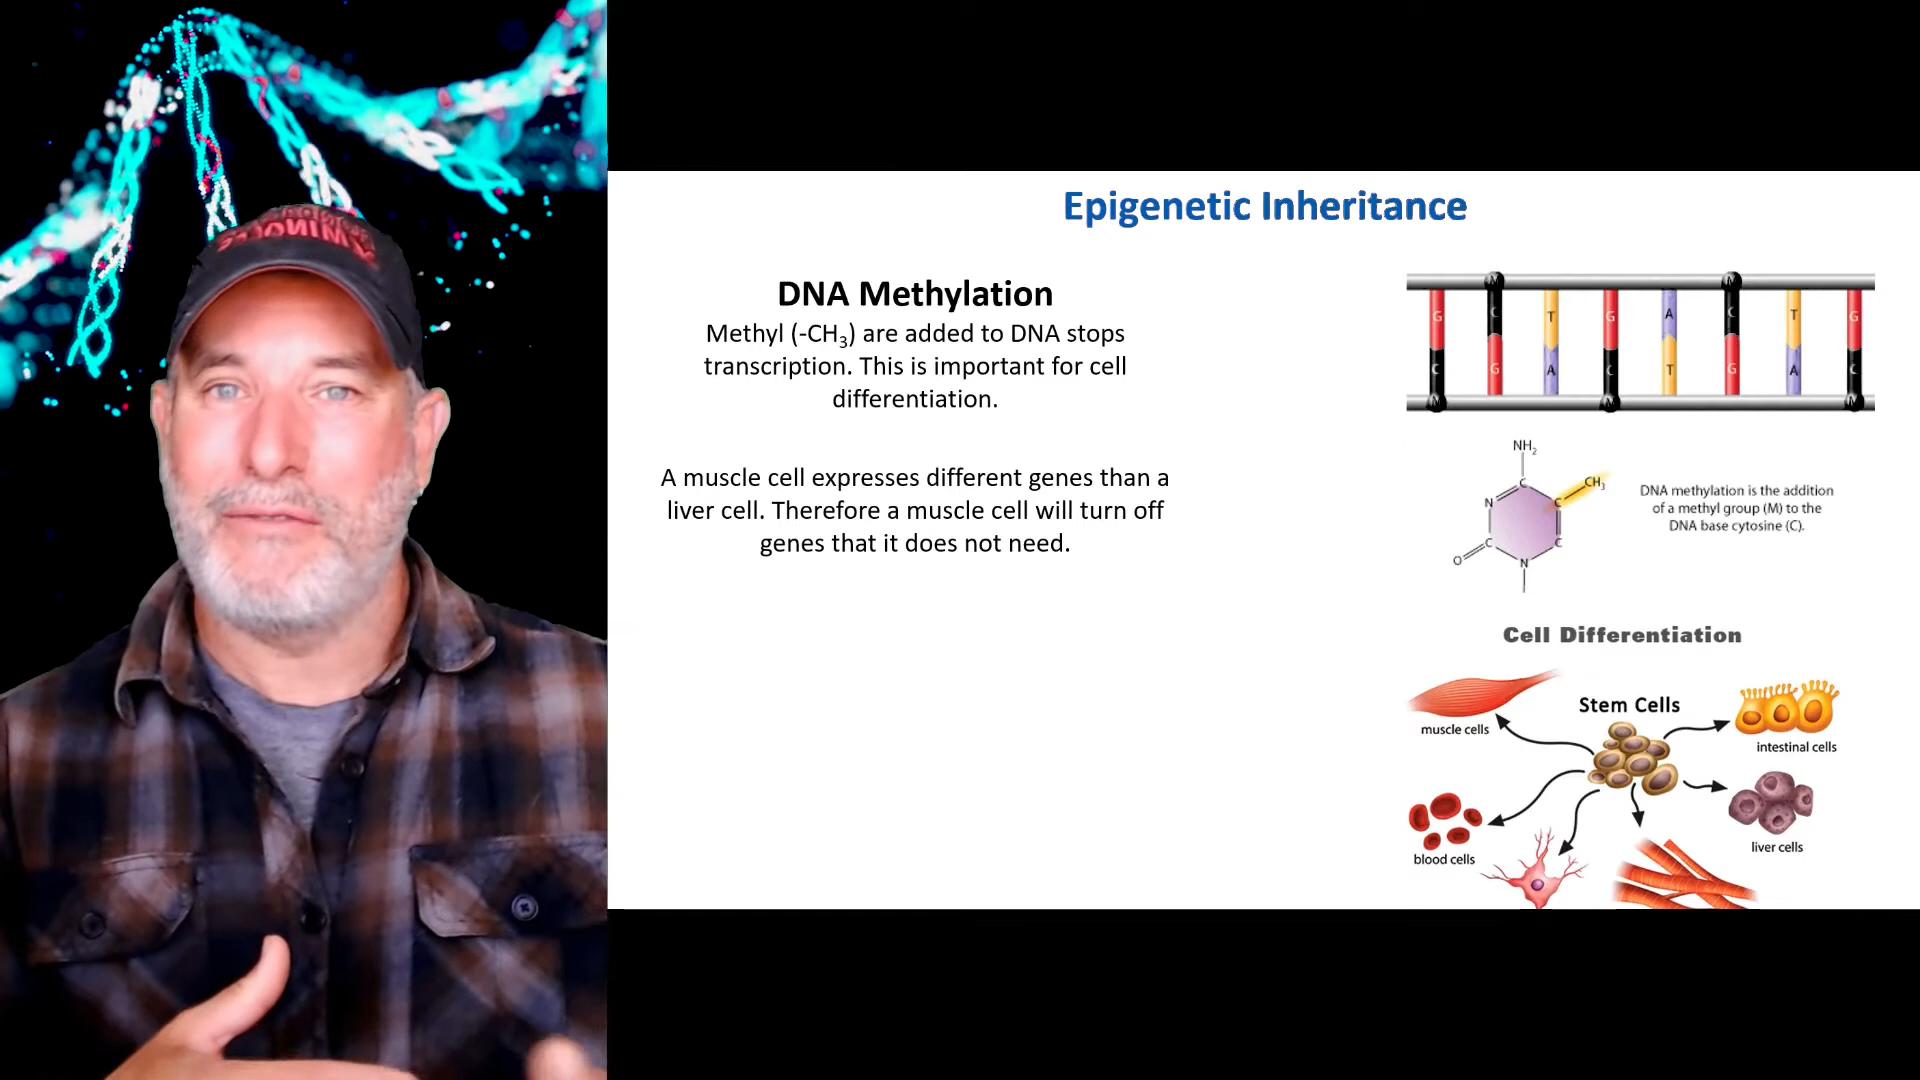 Epigenetic Inheritance
DNA Methylation
Methyl (-CH₃) are added to DNA stops
transcription. This is important for cell
differentiation.
A muscle cell expresses different genes than a
liver cell. Therefore a muscle cell will turn off
genes that it does not need.
M M
G C T G A C T G
C G A C T G A C
M M M
NH₂
C
CH₃
N
C
C
C
O
N
DNA methylation is the addition
of a methyl group (M) to the
DNA base cytosine (C).
Cell Differentiation
Stem Cells
muscle cells
intestinal cells
blood cells
liver cells